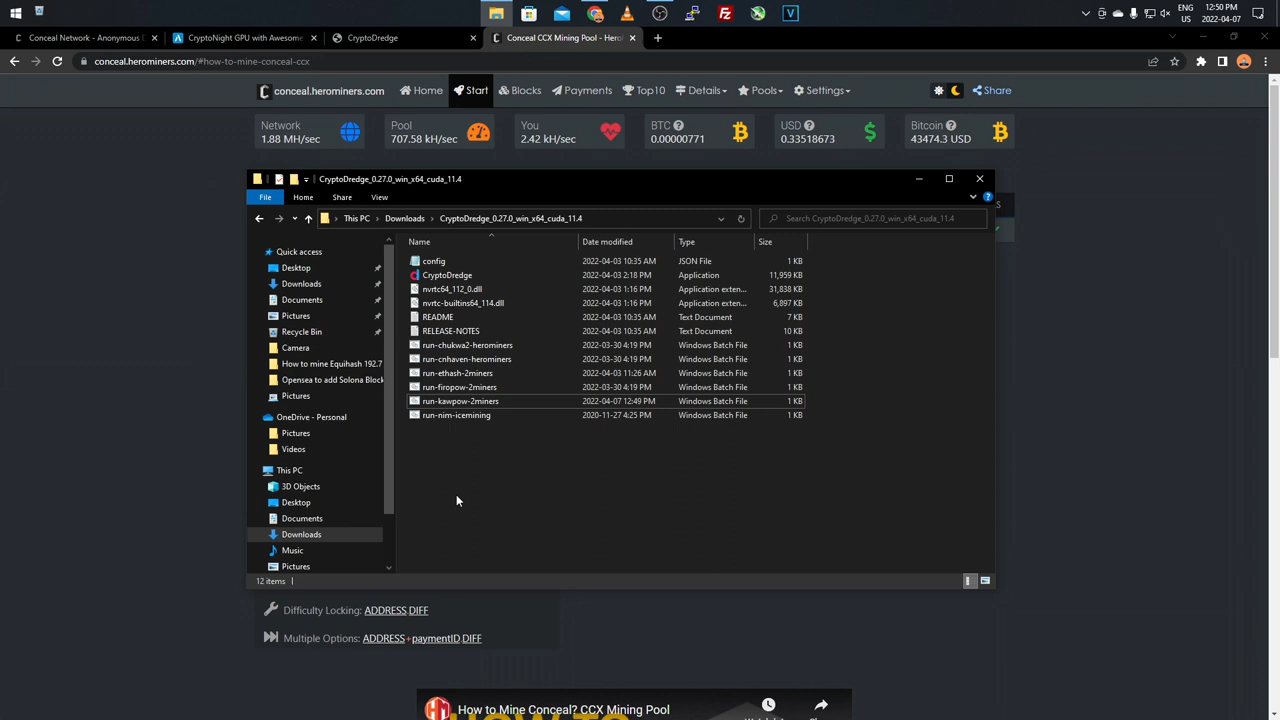 ENG
US
12:50 PM
2022-04-07
Conceal Network - Anonymous D
CryptoNight GPU with Awesome
CryptoDredge
Conceal CCX Mining Pool - Hero
conceal.herominers.com/#how-to-mine-conceal-ccx
conceal.herominers.com Home Start Blocks Payments Top10 Details Pools Settings Share
Network
1.88 MH/sec
Pool
707.58 kH/sec
You
2.42 kH/sec
BTC
0.00000771
USD
0.33518673
Bitcoin
43474.3 USD
CryptoDredge_0.27.0_win_x64_cuda_11.4
File Home Share View
This PC Downloads CryptoDredge_0.27.0_win_x64_cuda_11.4
Search CryptoDredge_0.27.0_win_x64_cuda_11.4
Quick access
Desktop
Downloads
Documents
Pictures
Recycle Bin
Camera
How to mine Equihash 192.7
Opensea to add Solona Block
Pictures
OneDrive - Personal
Pictures
Videos
This PC
3D Objects
Desktop
Documents
Downloads
Music
Pictures
Name Date modified Type Size
config 2022-04-03 10:35 AM JSON File 1 KB
CryptoDredge 2022-04-03 2:18 PM Application 11,959 KB
nvrtc64_112_0.dll 2022-04-03 1:16 PM Application exten... 31,838 KB
nvrtc-builtins64_114.dll 2022-04-03 1:16 PM Application exten... 6,897 KB
README 2022-04-03 10:35 AM Text Document 7 KB
RELEASE-NOTES 2022-04-03 10:35 AM Text Document 10 KB
run-chukwa2-herominers 2022-03-30 4:19 PM Windows Batch File 1 KB
run-cnhaven-herominers 2022-03-30 4:19 PM Windows Batch File 1 KB
run-ethash-2miners 2022-04-03 11:26 AM Windows Batch File 1 KB
run-firopow-2miners 2022-03-30 4:19 PM Windows Batch File 1 KB
run-kawpow-2miners 2022-04-07 12:49 PM Windows Batch File 1 KB
run-nim-icemining 2020-11-27 4:25 PM Windows Batch File 1 KB
12 items
Difficulty Locking: ADDRESS.DIFF
Multiple Options: ADDRESS+paymentID.DIFF
How to Mine Conceal? CCX Mining Pool
Share